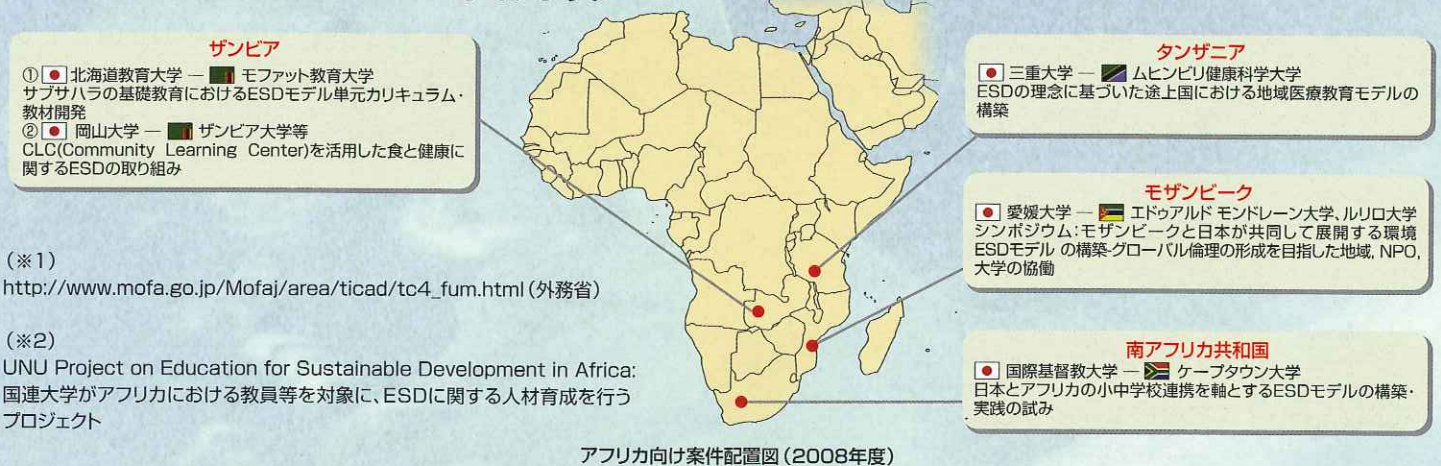 ザンビア
① 北海道教育大学 ― モファット教育大学
サブサハラの基礎教育におけるESDモデル単元カリキュラム・
教材開発
② 岡山大学 ― ザンビア大学等
CLC(Community Learning Center)を活用した食と健康に
関するESDの取り組み
タンザニア
三重大学 ― ムヒンビリ健康科学大学
ESDの理念に基づいた途上国における地域医療教育モデルの
構築
モザンビーク
愛媛大学 ― エドゥアルド モンドレーン大学、ルリロ大学
シンポジウム:モザンビークと日本が共同して展開する環境
ESDモデル の構築-グローバル倫理の形成を目指した地域, NPO,
大学の協働
南アフリカ共和国
国際基督教大学 ― ケープタウン大学
日本とアフリカの小中学校連携を軸とするESDモデルの構築・
実践の試み
(※1)
http://www.mofa.go.jp/Mofaj/area/ticad/tc4_fum.html (外務省)
(※2)
UNU Project on Education for Sustainable Development in Africa:
国連大学がアフリカにおける教員等を対象に、ESDに関する人材育成を行う
プロジェクト
アフリカ向け案件配置図 (2008年度)